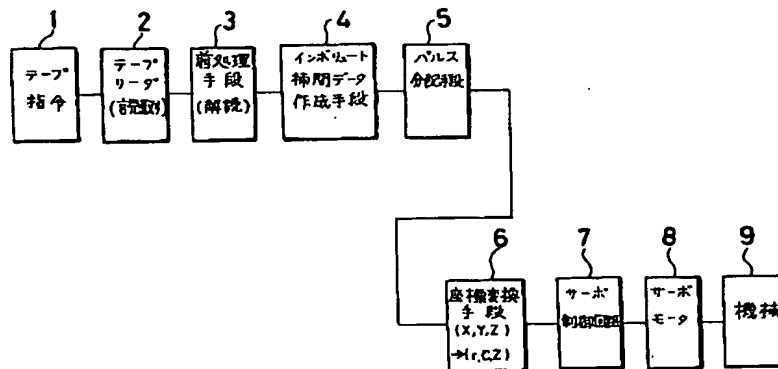 1
テープ
指令
2
テープ
リーダ
(読取り)
3
前処理
手段
(解読)
4
インボリュート
補間データ
作成手段
5
パルス
分配手段
6
座標変換
手段
(X,Y,Z)
→(r,C,Z)
7
サーボ
制御回路
8
サーボ
モータ
9
機械